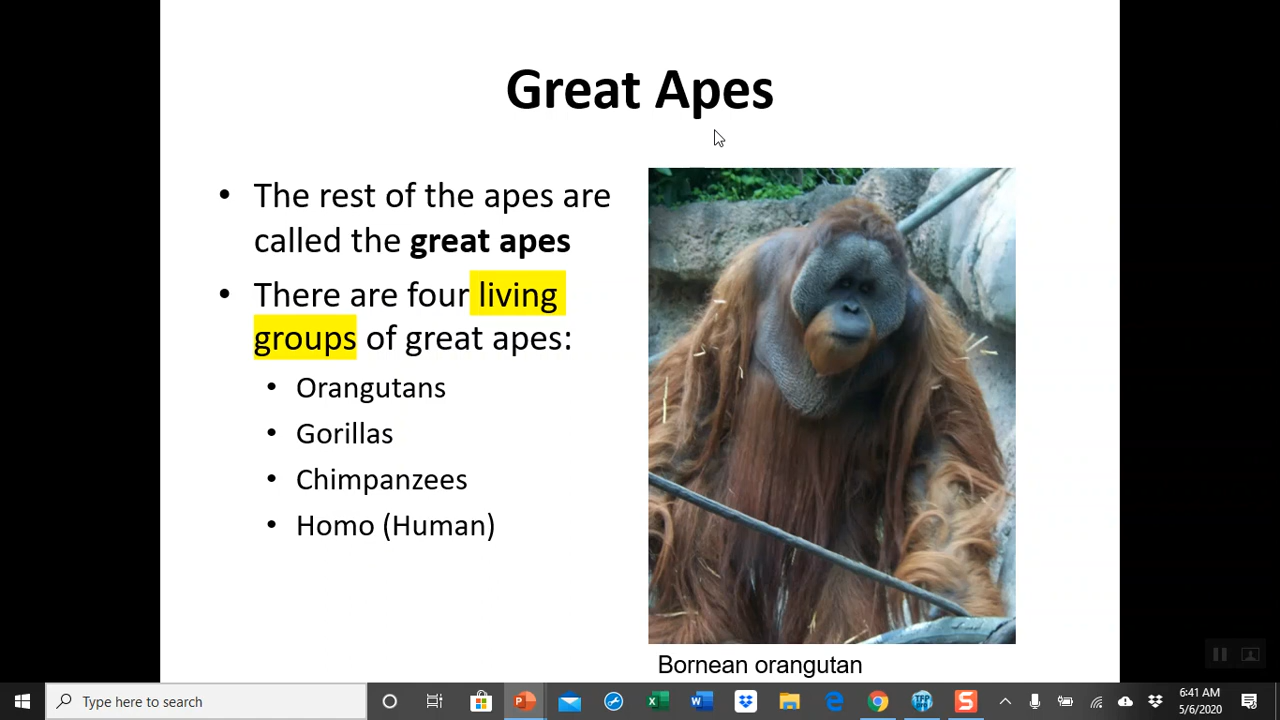 Great Apes
• The rest of the apes are
called the great apes
• There are four living
groups of great apes:
• Orangutans
• Gorillas
• Chimpanzees
• Homo (Human)
Bornean orangutan
Type here to search
TFP
6:41 AM
5/6/2020